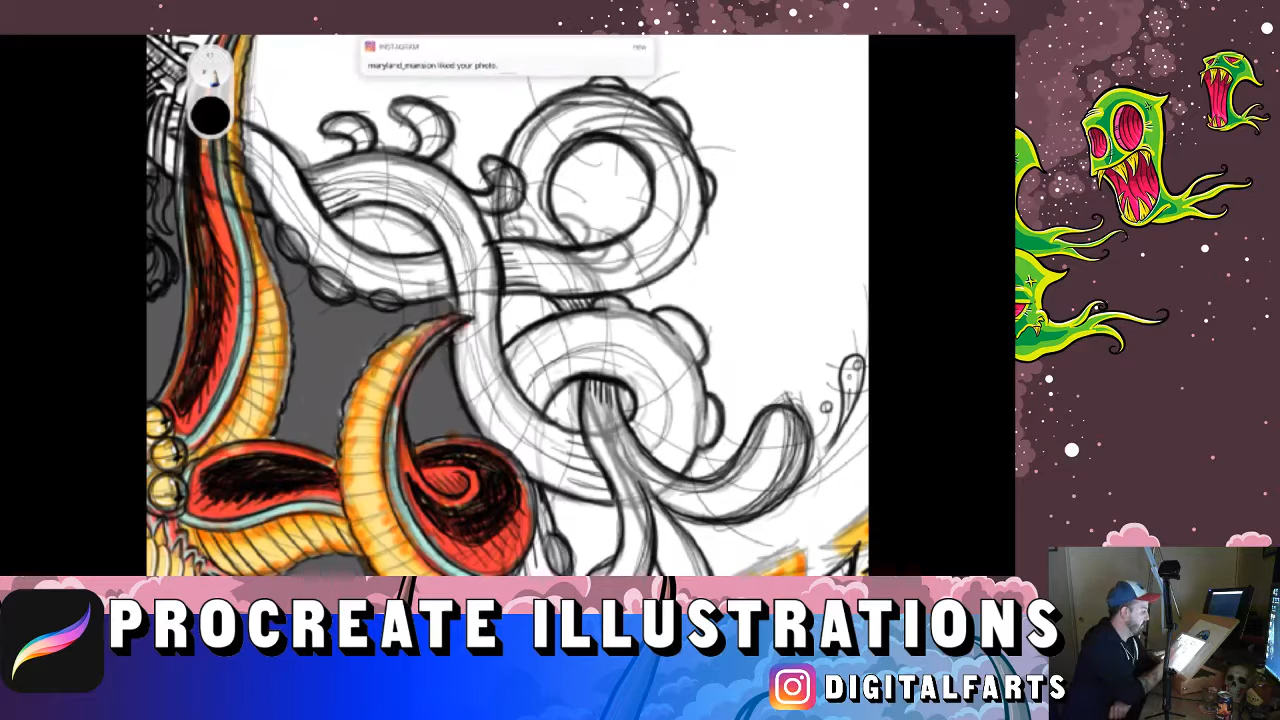 INSTAGRAM now
maryland_mansion liked your photo.
PROCREATE ILLUSTRATIONS
DIGITALFARTS